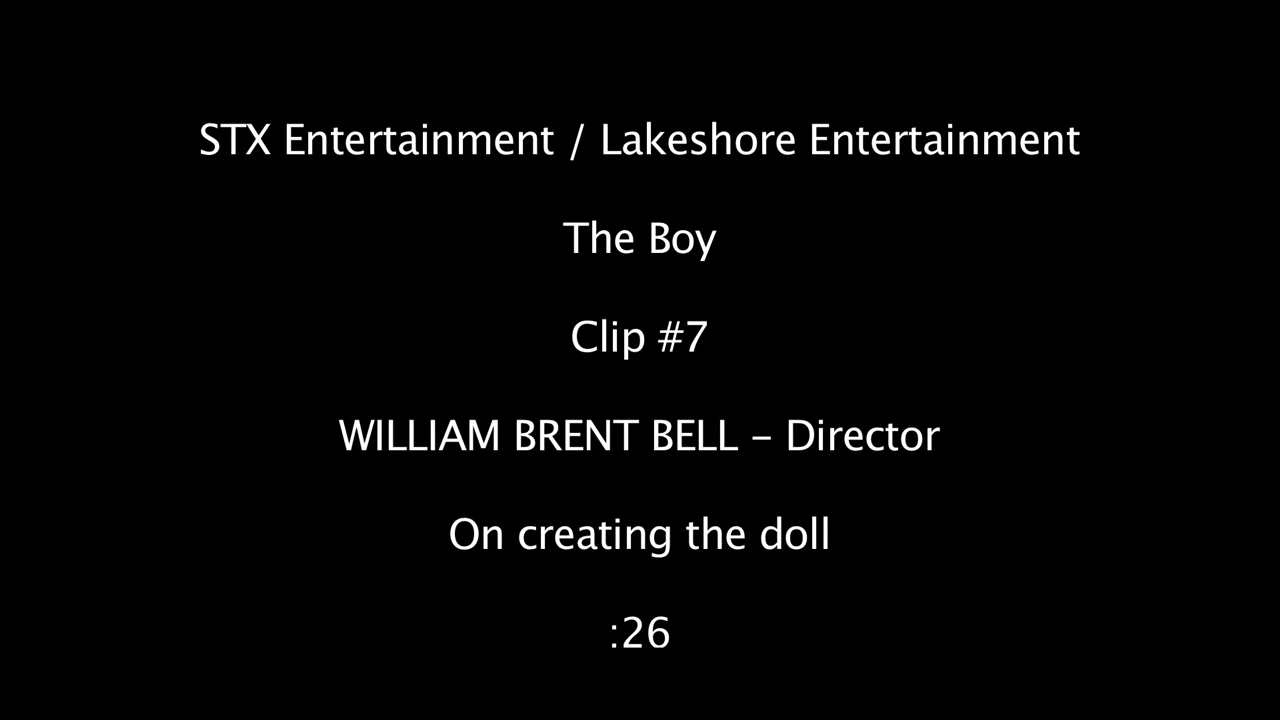 STX Entertainment / Lakeshore Entertainment
The Boy
Clip #7
WILLIAM BRENT BELL – Director
On creating the doll
:26